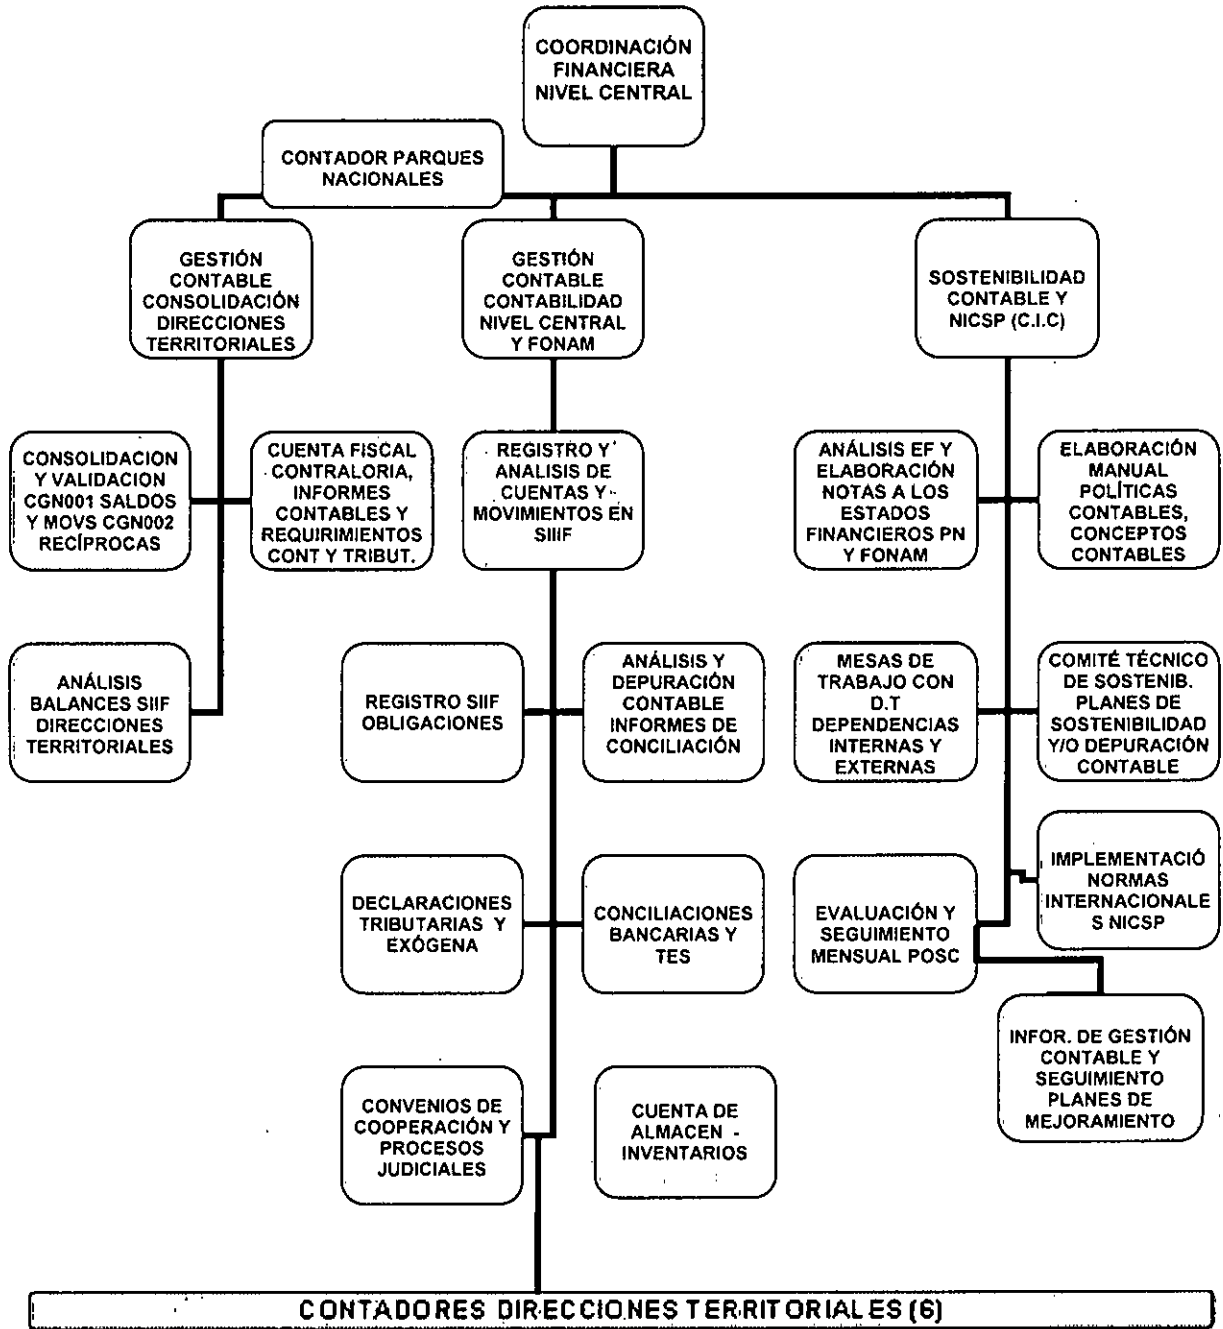 COORDINACIÓN
FINANCIERA
NIVEL CENTRAL
CONTADOR PARQUES
NACIONALES
GESTIÓN
CONTABLE
CONSOLIDACIÓN
DIRECCIONES
TERRITORIALES
GESTIÓN
CONTABLE
CONTABILIDAD
NIVEL CENTRAL
Y FONAM
SOSTENIBILIDAD
CONTABLE Y
NICSP (C.I.C)
CONSOLIDACION
Y VALIDACION
CGN001 SALDOS
Y MOVS CGN002
RECÍPROCAS
CUENTA FISCAL
CONTRALORIA,
INFORMES
CONTABLES Y
REQUIRIMIENTOS
CONT Y TRIBUT.
REGISTRO Y
ANALISIS DE
CUENTAS Y
MOVIMIENTOS EN
SIIIF
ANÁLISIS EF Y
ELABORACIÓN
NOTAS A LOS
ESTADOS
FINANCIEROS PN
Y FONAM
ELABORACIÓN
MANUAL
POLÍTICAS
CONTABLES,
CONCEPTOS
CONTABLES
ANÁLISIS
BALANCES SIIF
DIRECCIONES
TERRITORIALES
REGISTRO SIIF
OBLIGACIONES
ANÁLISIS Y
DEPURACIÓN
CONTABLE
INFORMES DE
CONCILIACIÓN
MESAS DE
TRABAJO CON
D.T
DEPENDENCIAS
INTERNAS Y
EXTERNAS
COMITÉ TÉCNICO
DE SOSTENIB.
PLANES DE
SOSTENIBILIDAD
Y/O DEPURACIÓN
CONTABLE
DECLARACIONES
TRIBUTARIAS Y
EXÓGENA
CONCILIACIONES
BANCARIAS Y
TES
EVALUACIÓN Y
SEGUIMIENTO
MENSUAL POSC
IMPLEMENTACIÓ
NORMAS
INTERNACIONALE
S NICSP
INFOR. DE GESTIÓN
CONTABLE Y
SEGUIMIENTO
PLANES DE
MEJORAMIENTO
CONVENIOS DE
COOPERACIÓN Y
PROCESOS
JUDICIALES
CUENTA DE
ALMACEN -
INVENTARIOS
CONTADORES DIRECCIONES TERRITORIALES (6)